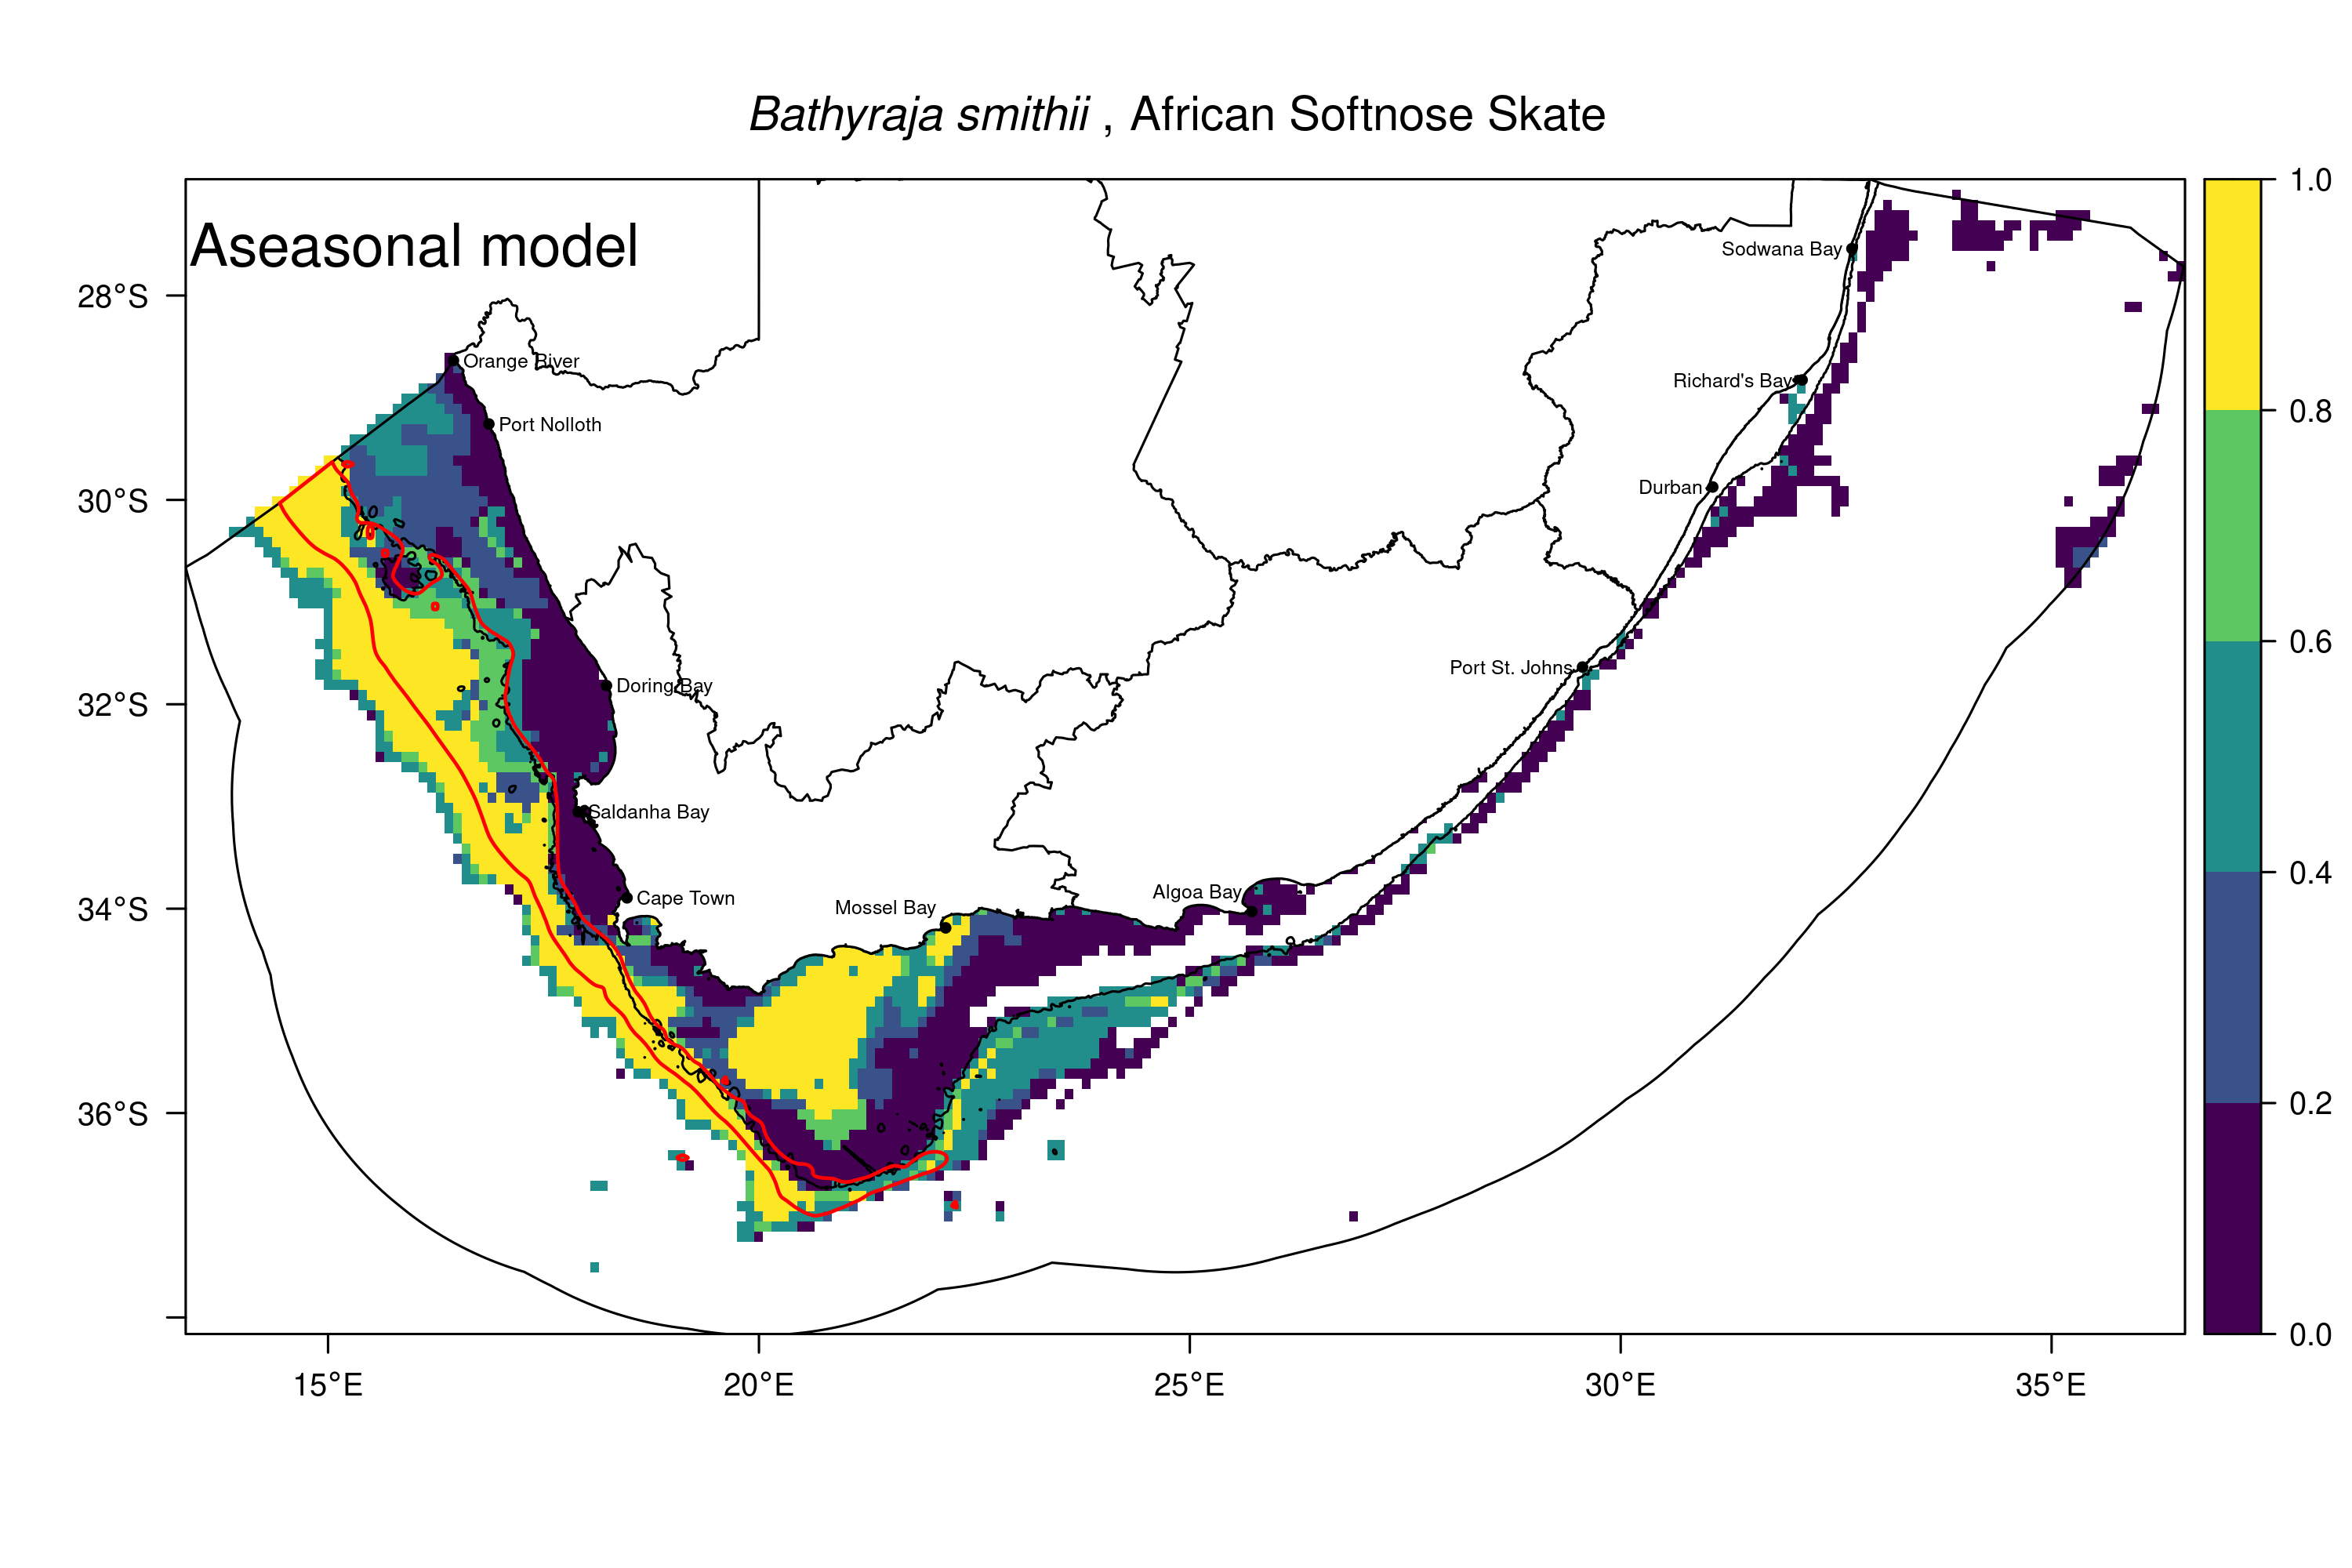 Bathyraja smithii , African Softnose Skate
Aseasonal model
1.0
0.8
0.6
0.4
0.2
0.0
28°S
30°S
32°S
34°S
36°S
15°E
20°E
25°E
30°E
35°E
Sodwana Bay
Orange River
Richard's Bay
Port Nolloth
Durban
Port St. Johns
Doring Bay
Saldanha Bay
Algoa Bay
Cape Town
Mossel Bay